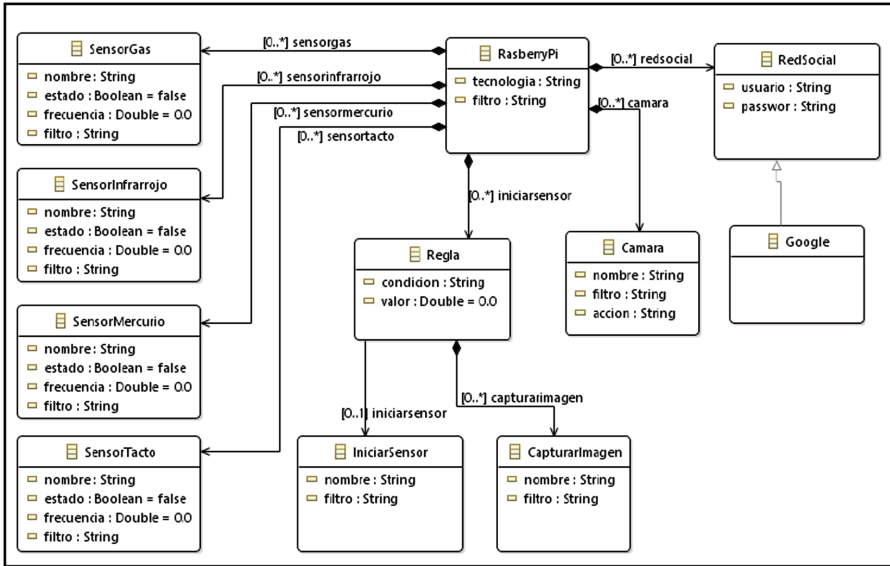 SensorGas
nombre : String
estado : Boolean = false
frecuencia : Double = 0.0
filtro : String
[0..*] sensorgas
[0..*] sensorinfrarrojo
[0..*] sensormercurio
[0..*] sensortacto
RasberryPi
tecnologia : String
filtro : String
[0..*] redsocial
[0..*] camara
RedSocial
usuario : String
passwor : String
SensorInfrarrojo
nombre : String
estado : Boolean = false
frecuencia : Double = 0.0
filtro : String
[0..*] iniciarsensor
Regla
condicion : String
valor : Double = 0.0
Camara
nombre : String
filtro : String
accion : String
Google
SensorMercurio
nombre : String
estado : Boolean = false
frecuencia : Double = 0.0
filtro : String
[0..1] iniciarsensor
[0..*] capturarimagen
SensorTacto
nombre : String
estado : Boolean = false
frecuencia : Double = 0.0
filtro : String
IniciarSensor
nombre : String
filtro : String
CapturarImagen
nombre : String
filtro : String